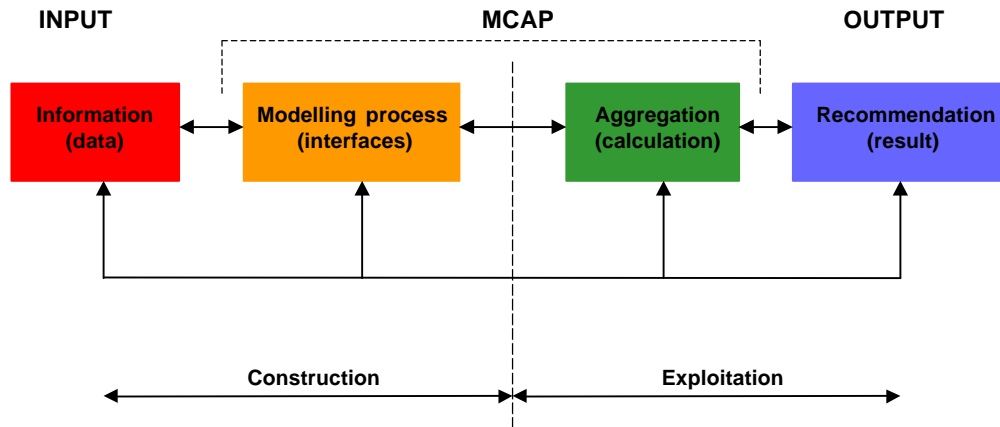 INPUT
MCAP
OUTPUT
Information
(data)
Modelling process
(interfaces)
Aggregation
(calculation)
Recommendation
(result)
Construction
Exploitation